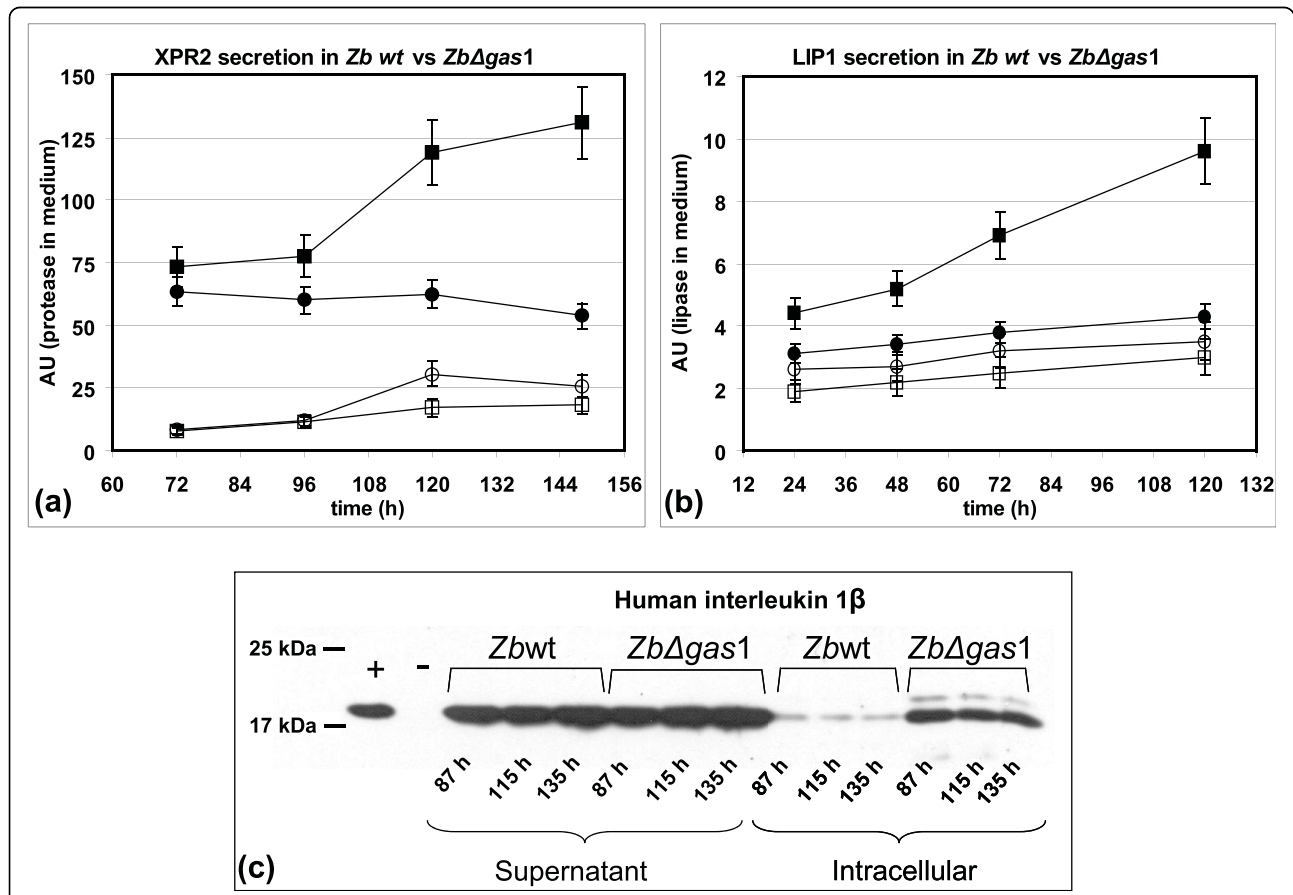 XPR2 secretion in Zb wt vs ZbΔgas1
150
125
100
75
50
25
0
AU (protease in medium)
60 72 84 96 108 120 132 144 156
time (h)
(a)
LIP1 secretion in Zb wt vs ZbΔgas1
12
10
8
6
4
2
0
AU (lipase in medium)
12 24 36 48 60 72 84 96 108 120 132
time (h)
(b)
Human interleukin 1β
25 kDa
17 kDa
+ -
Zbwt ZbΔgas1 Zbwt ZbΔgas1
87 h 115 h 135 h 87 h 115 h 135 h 87 h 115 h 135 h 87 h 115 h 135 h
Supernatant Intracellular
(c)